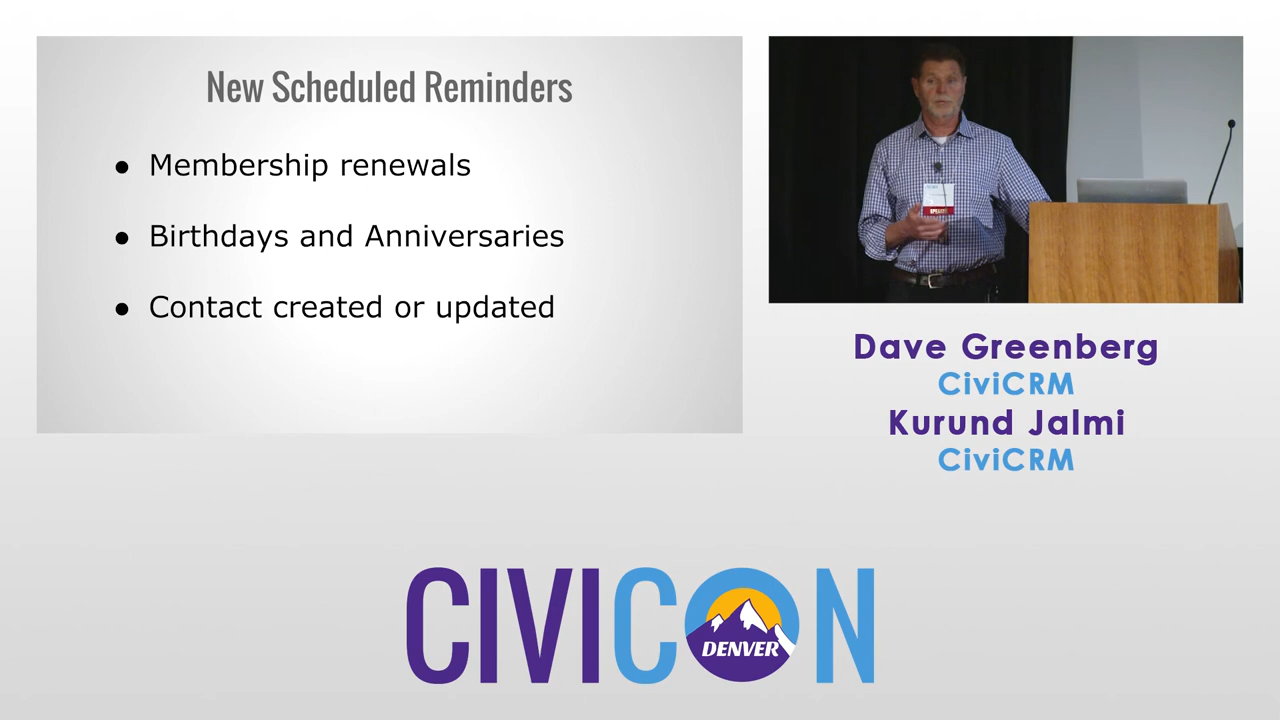 New Scheduled Reminders
● Membership renewals
● Birthdays and Anniversaries
● Contact created or updated
Dave Greenberg
CiviCRM
Kurund Jalmi
CiviCRM
CIVICON
DENVER